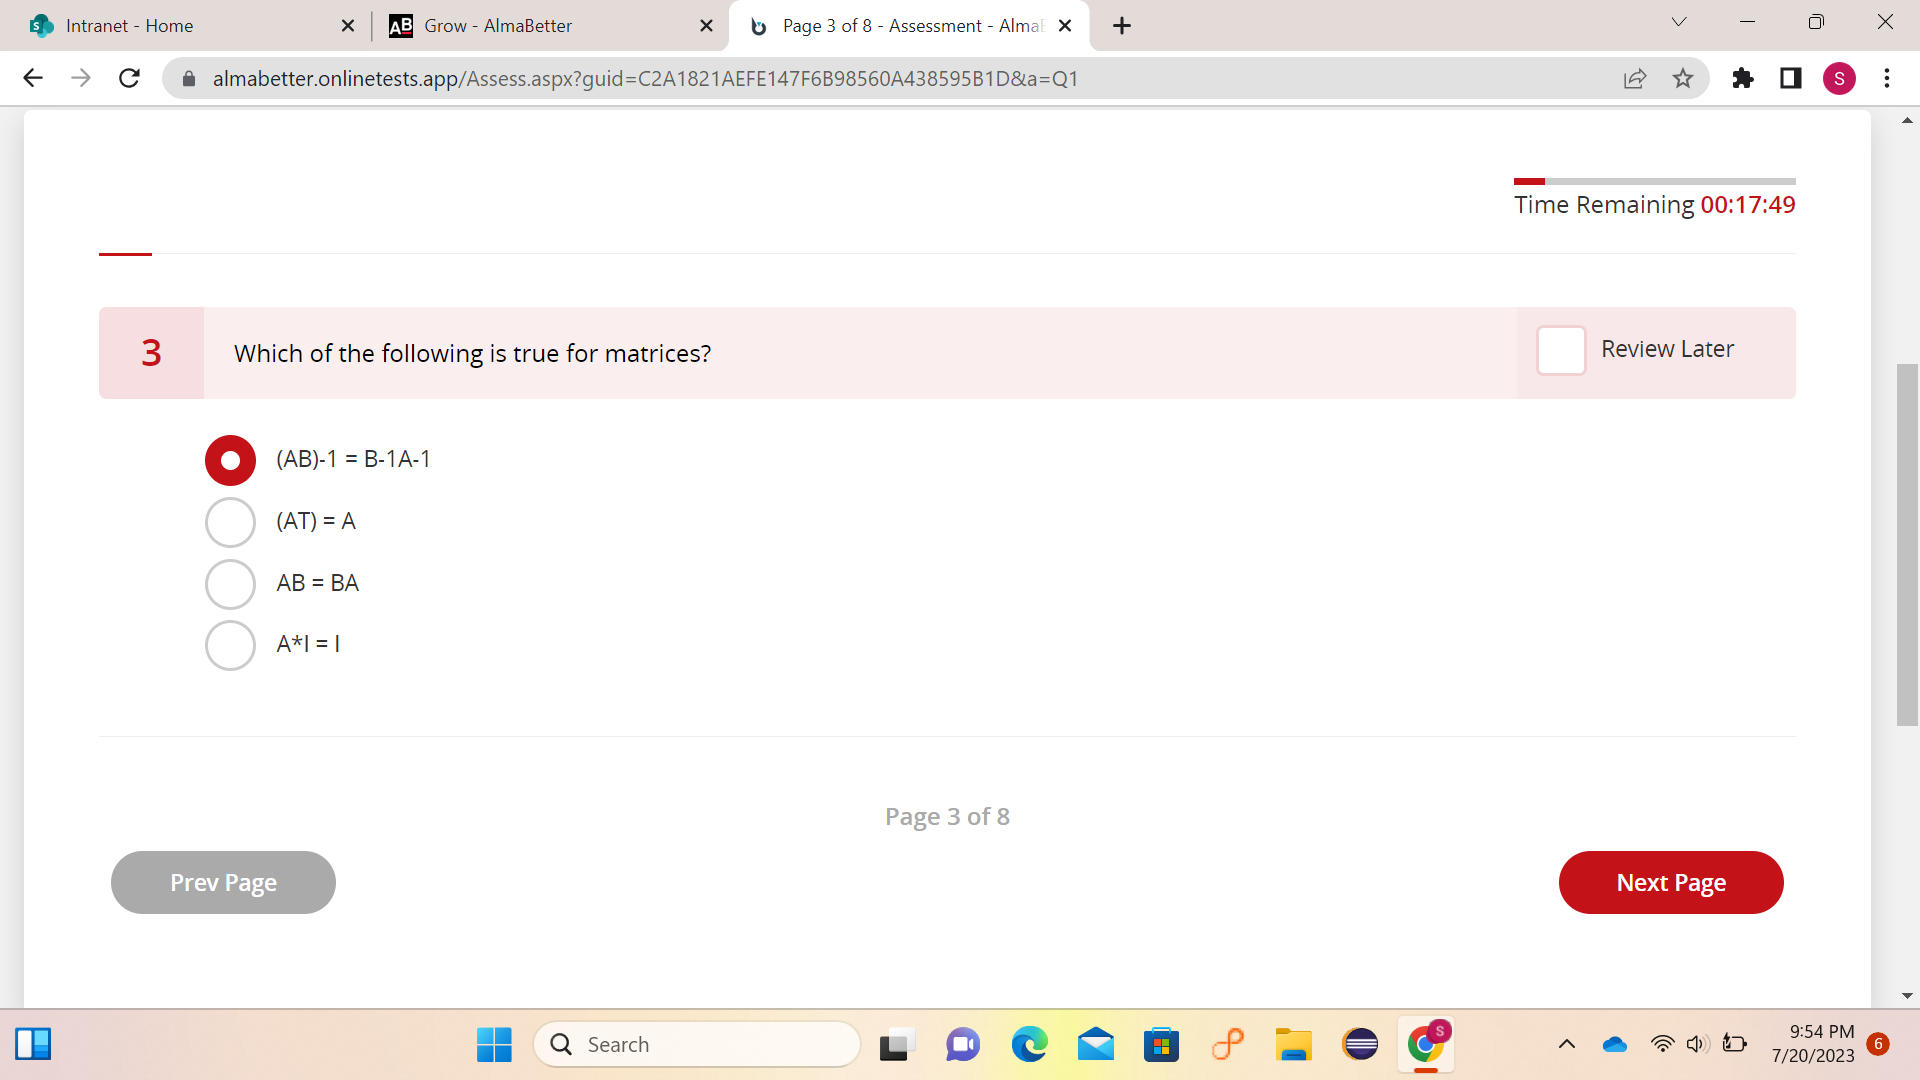 Intranet - Home
Grow - AlmaBetter
Page 3 of 8 - Assessment - Alma
almabetter.onlinetests.app/Assess.aspx?guid=C2A1821AEFE147F6B98560A438595B1D&a=Q1
S
Time Remaining 00:17:49
3
Which of the following is true for matrices?
Review Later
(AB)-1 = B-1A-1
(AT) = A
AB = BA
A*I = I
Page 3 of 8
Prev Page
Next Page
Search
S
9:54 PM
7/20/2023
6